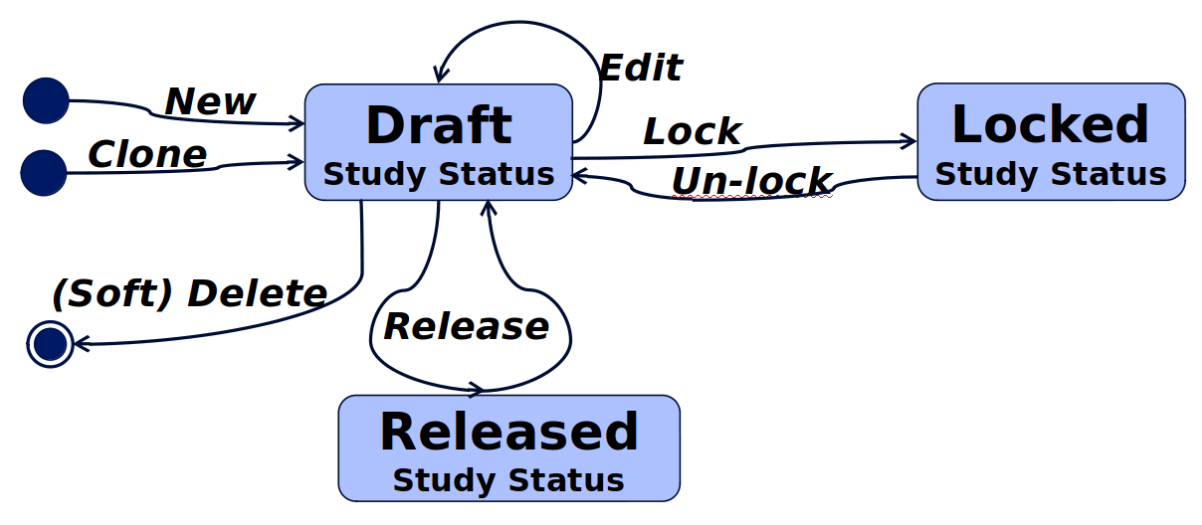 Edit
New
Draft
Study Status
Lock
Locked
Study Status
Clone
Un-lock
(Soft) Delete
Release
Released
Study Status